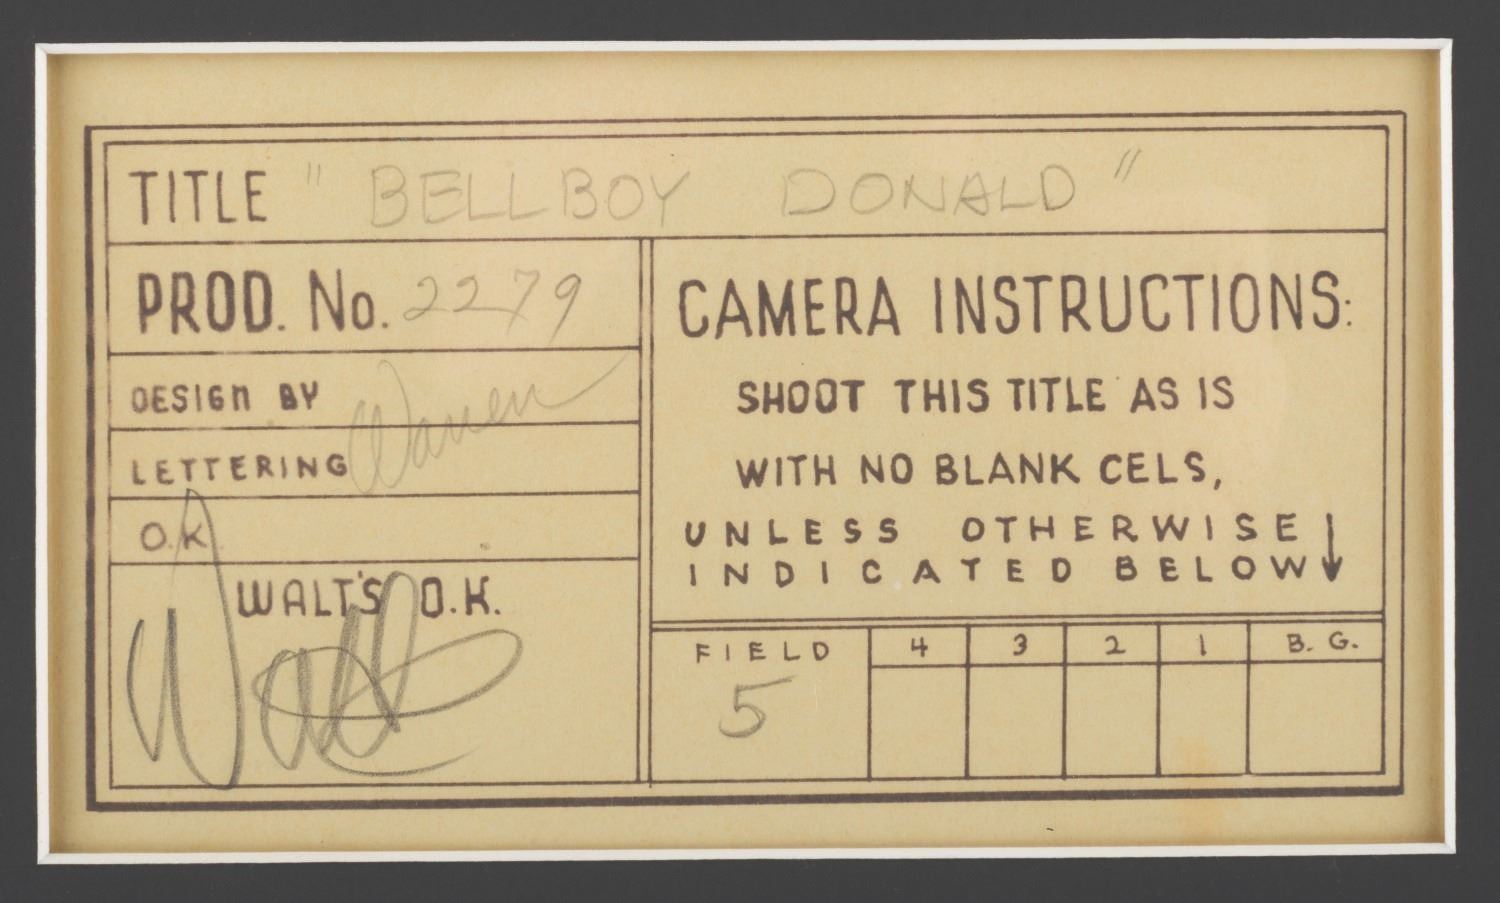 TITLE "BELLBOY DONALD"
PROD. No. 2279
DESIGN BY Warren
LETTERING
O.K.
WALT'S O.K.
Walt
CAMERA INSTRUCTIONS:
SHOOT THIS TITLE AS IS
WITH NO BLANK CELS,
UNLESS OTHERWISE
INDICATED BELOW ↓
FIELD 4 3 2 1 B. G.
5